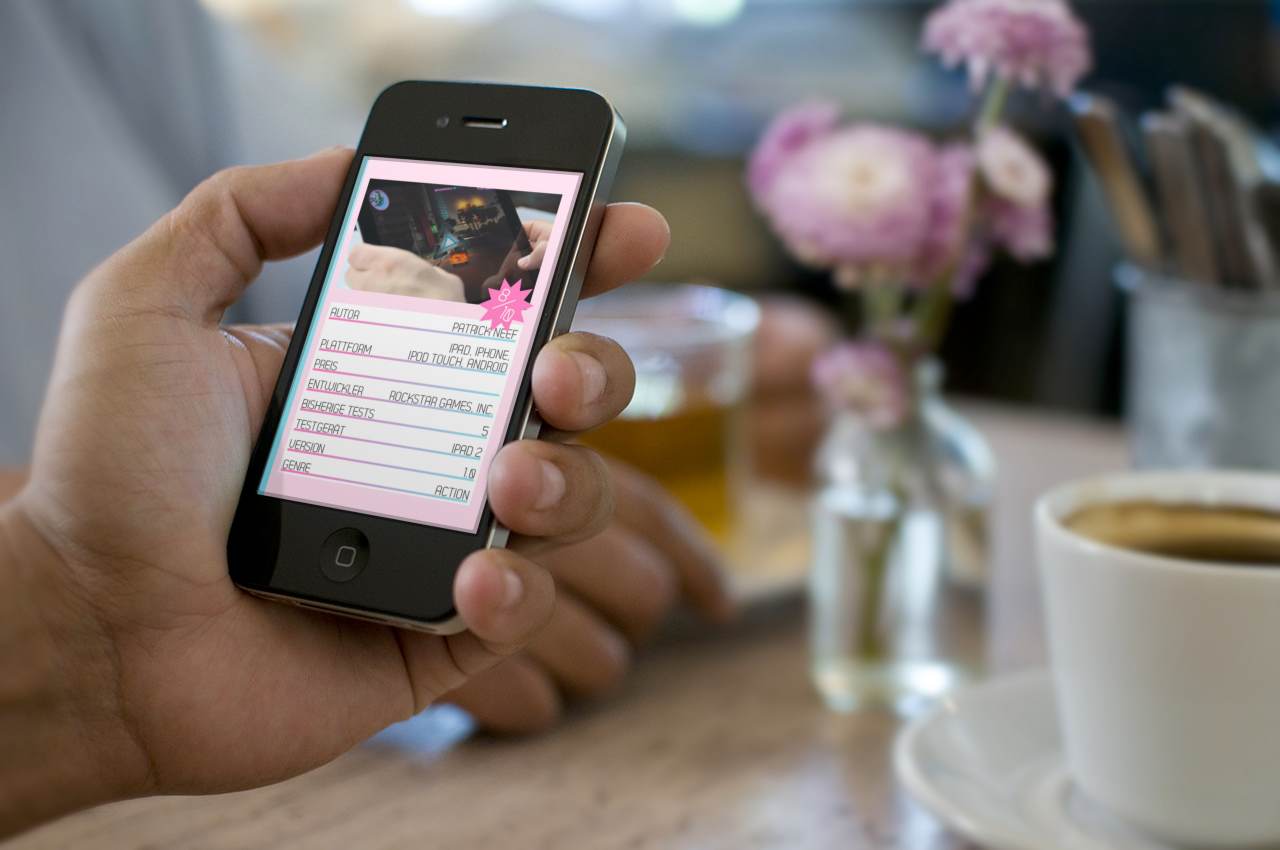 8/10
AUTOR
PATRICK NEEF
PLATTFORM
IPAD, IPHONE,
IPOD TOUCH, ANDROID
PREIS
ENTWICKLER
ROCKSTAR GAMES, INC
BISHERIGE TESTS
5
TESTGERÄT
IPAD 2
VERSION
1.0
GENRE
ACTION